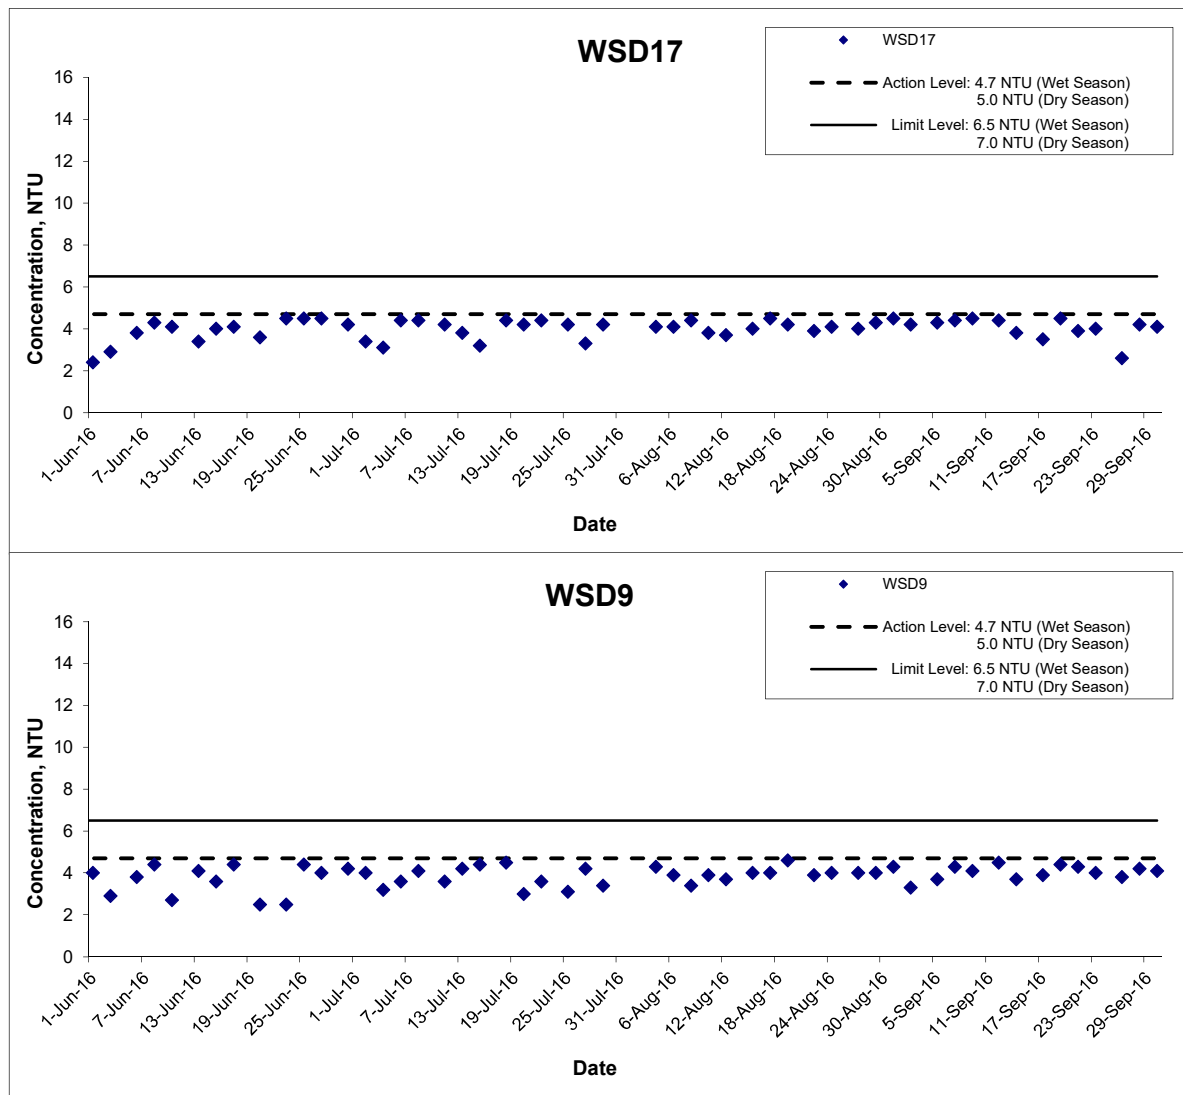 WSD17
WSD17
Action Level: 4.7 NTU (Wet Season)
5.0 NTU (Dry Season)
Limit Level: 6.5 NTU (Wet Season)
7.0 NTU (Dry Season)
Concentration, NTU
16
14
12
10
8
6
4
2
0
1-Jun-16
7-Jun-16
13-Jun-16
19-Jun-16
25-Jun-16
1-Jul-16
7-Jul-16
13-Jul-16
19-Jul-16
25-Jul-16
31-Jul-16
6-Aug-16
12-Aug-16
18-Aug-16
24-Aug-16
30-Aug-16
5-Sep-16
11-Sep-16
17-Sep-16
23-Sep-16
29-Sep-16
Date
WSD9
WSD9
Action Level: 4.7 NTU (Wet Season)
5.0 NTU (Dry Season)
Limit Level: 6.5 NTU (Wet Season)
7.0 NTU (Dry Season)
Concentration, NTU
16
14
12
10
8
6
4
2
0
1-Jun-16
7-Jun-16
13-Jun-16
19-Jun-16
25-Jun-16
1-Jul-16
7-Jul-16
13-Jul-16
19-Jul-16
25-Jul-16
31-Jul-16
6-Aug-16
12-Aug-16
18-Aug-16
24-Aug-16
30-Aug-16
5-Sep-16
11-Sep-16
17-Sep-16
23-Sep-16
29-Sep-16
Date